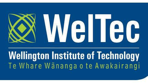 WelTec
Wellington Institute of Technology
Te Whare Wānanga o te Awakairangi